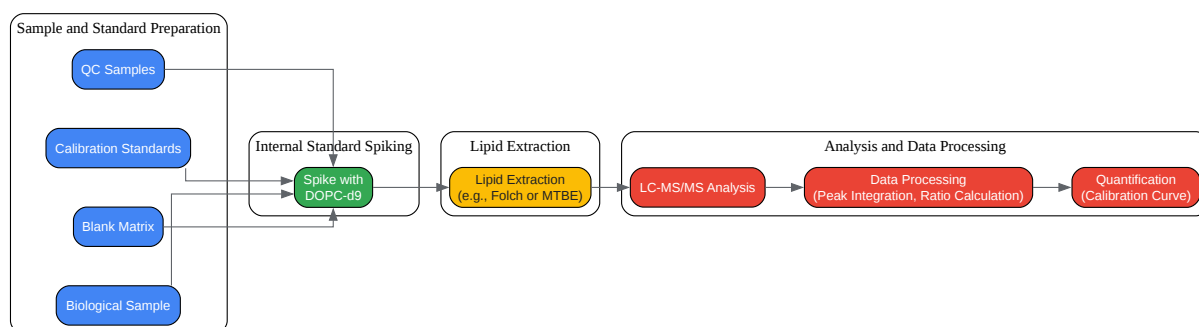 Sample and Standard Preparation
QC Samples
Calibration Standards
Blank Matrix
Biological Sample
Internal Standard Spiking
Spike with
DOPC-d9
Lipid Extraction
Lipid Extraction
(e.g., Folch or MTBE)
Analysis and Data Processing
LC-MS/MS Analysis
Data Processing
(Peak Integration, Ratio Calculation)
Quantification
(Calibration Curve)